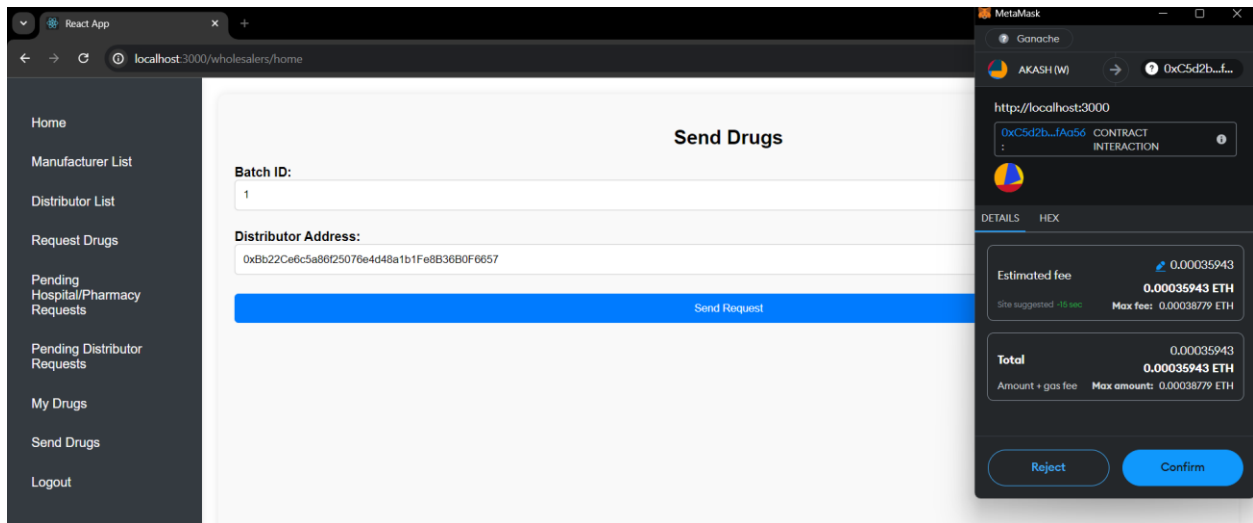 React App
localhost:3000/wholesalers/home
Home
Manufacturer List
Distributor List
Request Drugs
Pending
Hospital/Pharmacy
Requests
Pending Distributor
Requests
My Drugs
Send Drugs
Logout
Send Drugs
Batch ID:
1
Distributor Address:
0xBb22Ce6c5a86f25076e4d48a1b1Fe8B36B0F6657
Send Request
MetaMask
Ganache
AKASH (W)
0xC5d2b...f...
http://localhost:3000
0xC5d2b...fAa56 CONTRACT
: INTERACTION
DETAILS HEX
0.00035943
Estimated fee
0.00035943 ETH
Site suggested ~15 sec Max fee: 0.00038779 ETH
0.00035943
Total
0.00035943 ETH
Amount + gas fee Max amount: 0.00038779 ETH
Reject Confirm